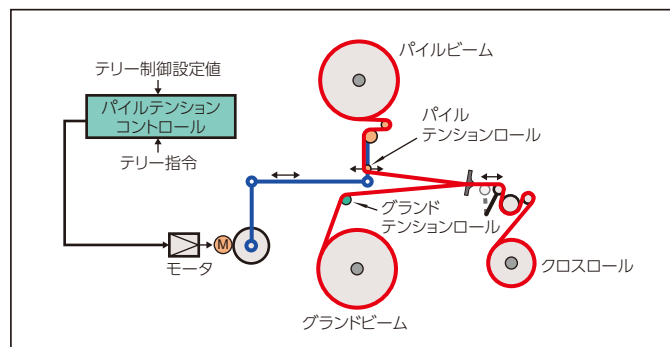 パイルビーム
テリー制御設定値
パイルテンション
コントロール
テリー指令
パイル
テンションロール
グランド
テンションロール
M
モータ
クロスロール
グランドビーム